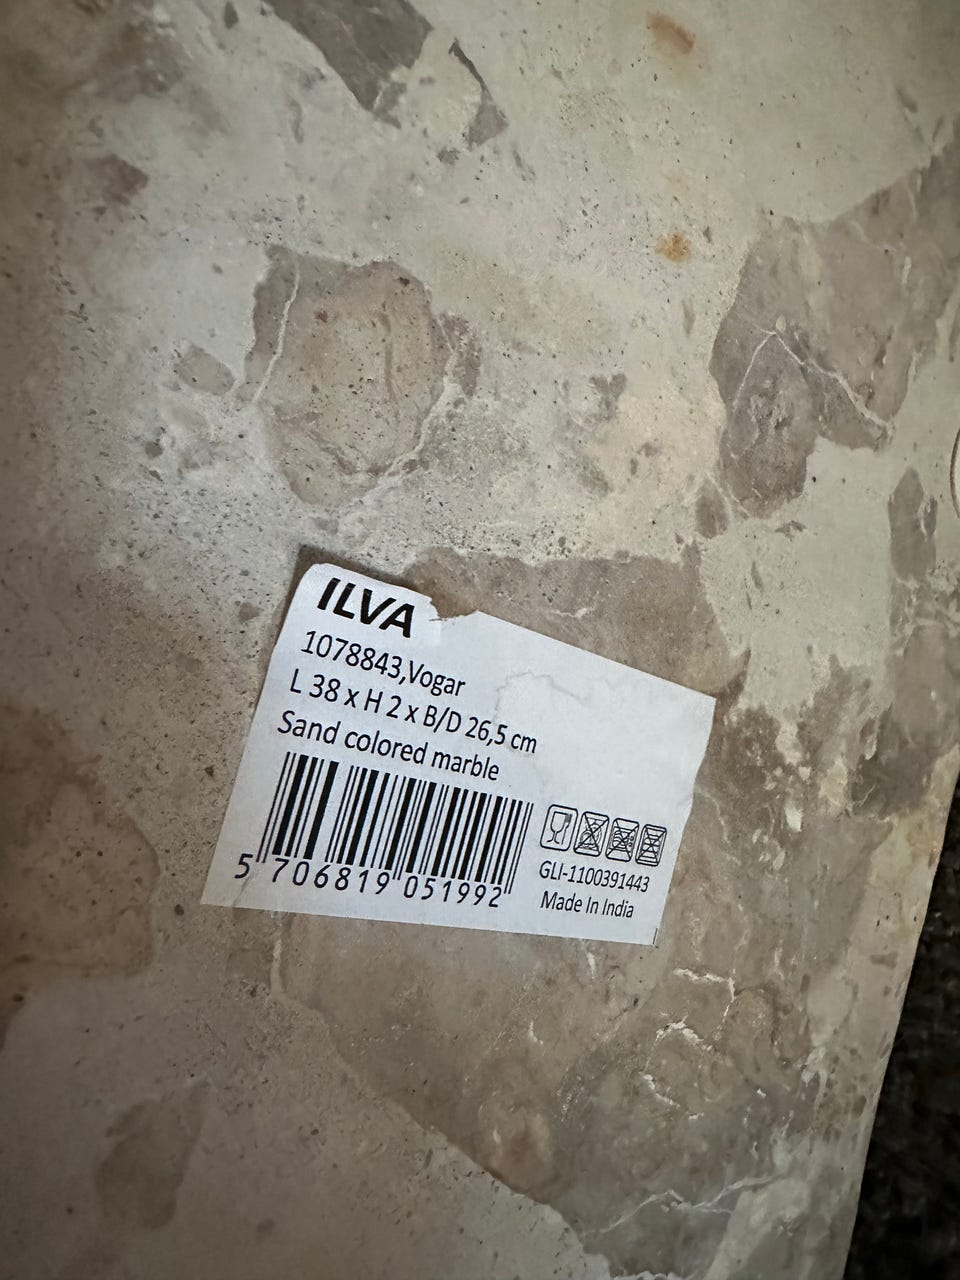 ILVA
1078843,Vogar
L 38 x H 2 x B/D 26,5 cm
Sand colored marble
5 706819 051992
GLI-1100391443
Made In India